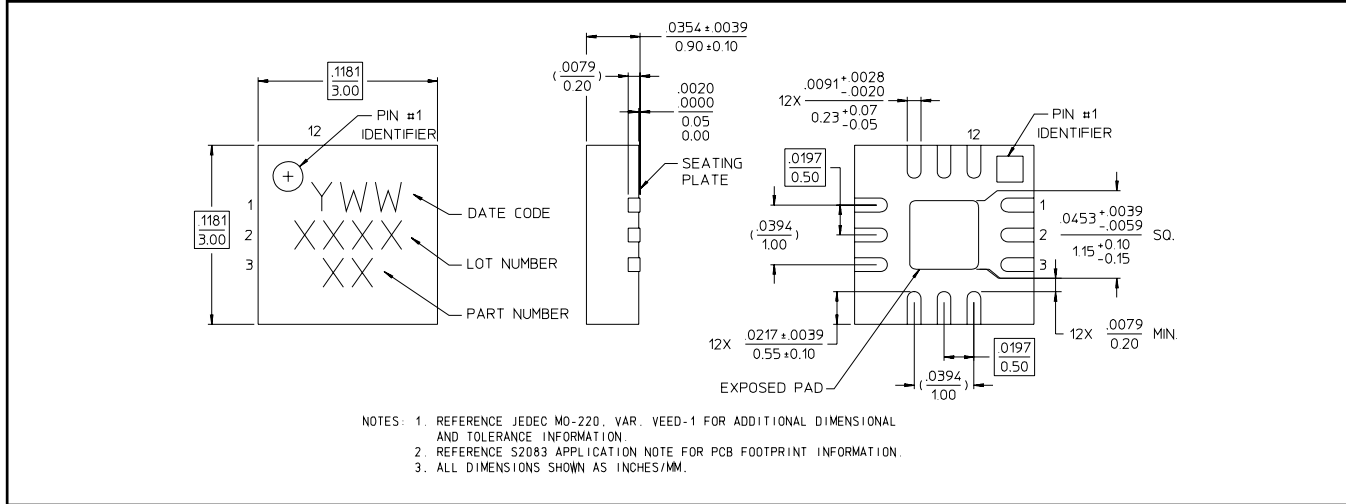 .1181
3.00
12
PIN #1
IDENTIFIER
1
2
3
.1181
3.00
YWW
XXXX
XX
DATE CODE
LOT NUMBER
PART NUMBER
.0354 ±.0039
0.90 ±0.10
(.0079
0.20)
.0020
.0000
0.05
0.00
SEATING
PLATE
12X .0091 +.0028 -.0020
0.23 +0.07 -0.05
12
PIN #1
IDENTIFIER
.0197
0.50
(.0394
1.00)
1
2
3
.0453 +.0039 -.0059 SQ.
1.15 +0.10 -0.15
12X .0217 ±.0039
0.55 ±0.10
12X .0079 MIN.
0.20
.0197
0.50
(.0394
1.00)
EXPOSED PAD
NOTES: 1. REFERENCE JEDEC MO-220, VAR. VEED-1 FOR ADDITIONAL DIMENSIONAL
AND TOLERANCE INFORMATION.
2. REFERENCE S2083 APPLICATION NOTE FOR PCB FOOTPRINT INFORMATION.
3. ALL DIMENSIONS SHOWN AS INCHES/MM.